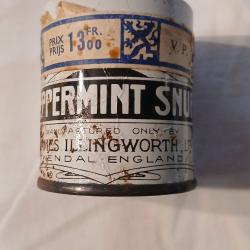 PRIX PRIJS 13 FR. 00 V.P.
PPERMINT SNU
MANUFACTURED ONLY BY
MES ILLINGWORTH, L
ENDAL-ENGLAND